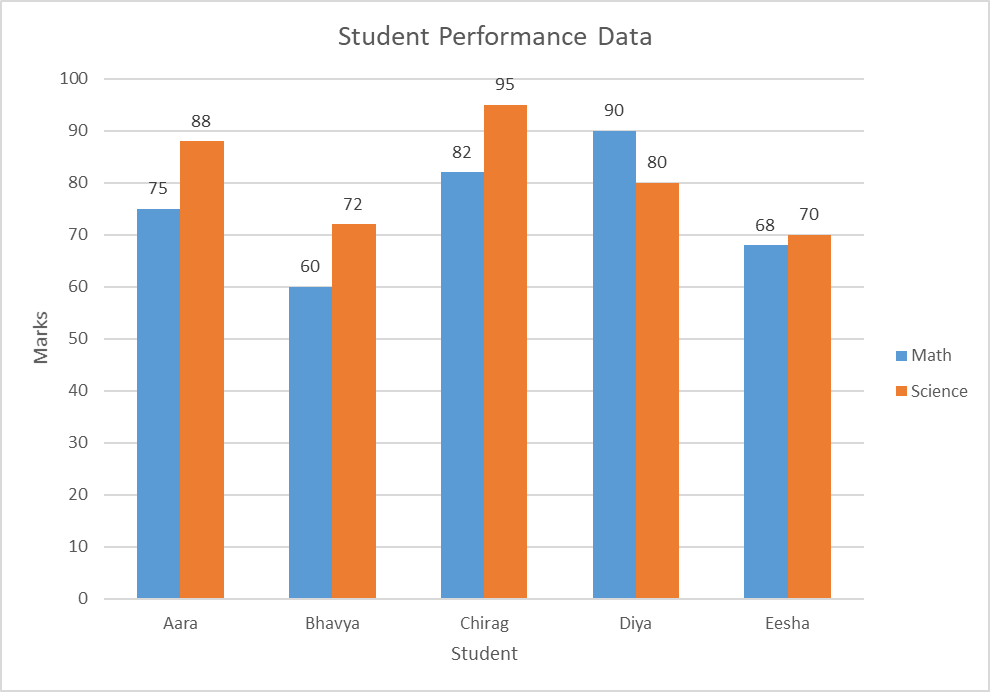 Student Performance Data
100
90
80
70
60
50
40
30
20
10
0
Marks
75 88
60 72
82 95
90 80
68 70
Aara Bhavya Chirag Diya Eesha
Student
Math
Science